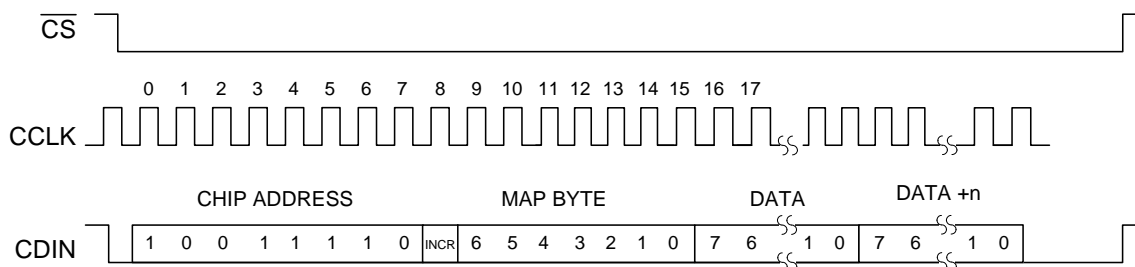 CS
0 1 2 3 4 5 6 7 8 9 10 11 12 13 14 15 16 17
CCLK
CHIP ADDRESS MAP BYTE DATA DATA +n
CDIN 1 0 0 1 1 1 1 0 INCR 6 5 4 3 2 1 0 7 6 1 0 7 6 1 0